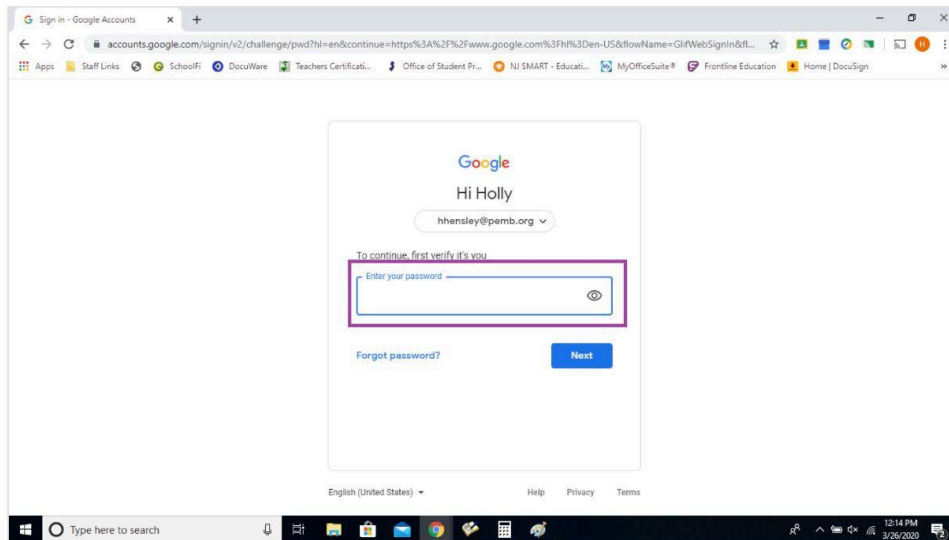 Sign in - Google Accounts
accounts.google.com/signin/v2/challenge/pwd?hl=en&continue=https%3A%2F%2Fwww.google.com%3Fhl%3Den-US&flowName=GlifWebSignIn&fl...
Apps Staff Links SchoolFi DocuWare Teachers Certificati... Office of Student Pr... NJ SMART - Educati... MyOfficeSuite® Frontline Education Home | DocuSign
Google
Hi Holly
hhensley@pemb.org
To continue, first verify it's you
Enter your password
Forgot password? Next
English (United States) Help Privacy Terms
Type here to search
12:14 PM
3/26/2020